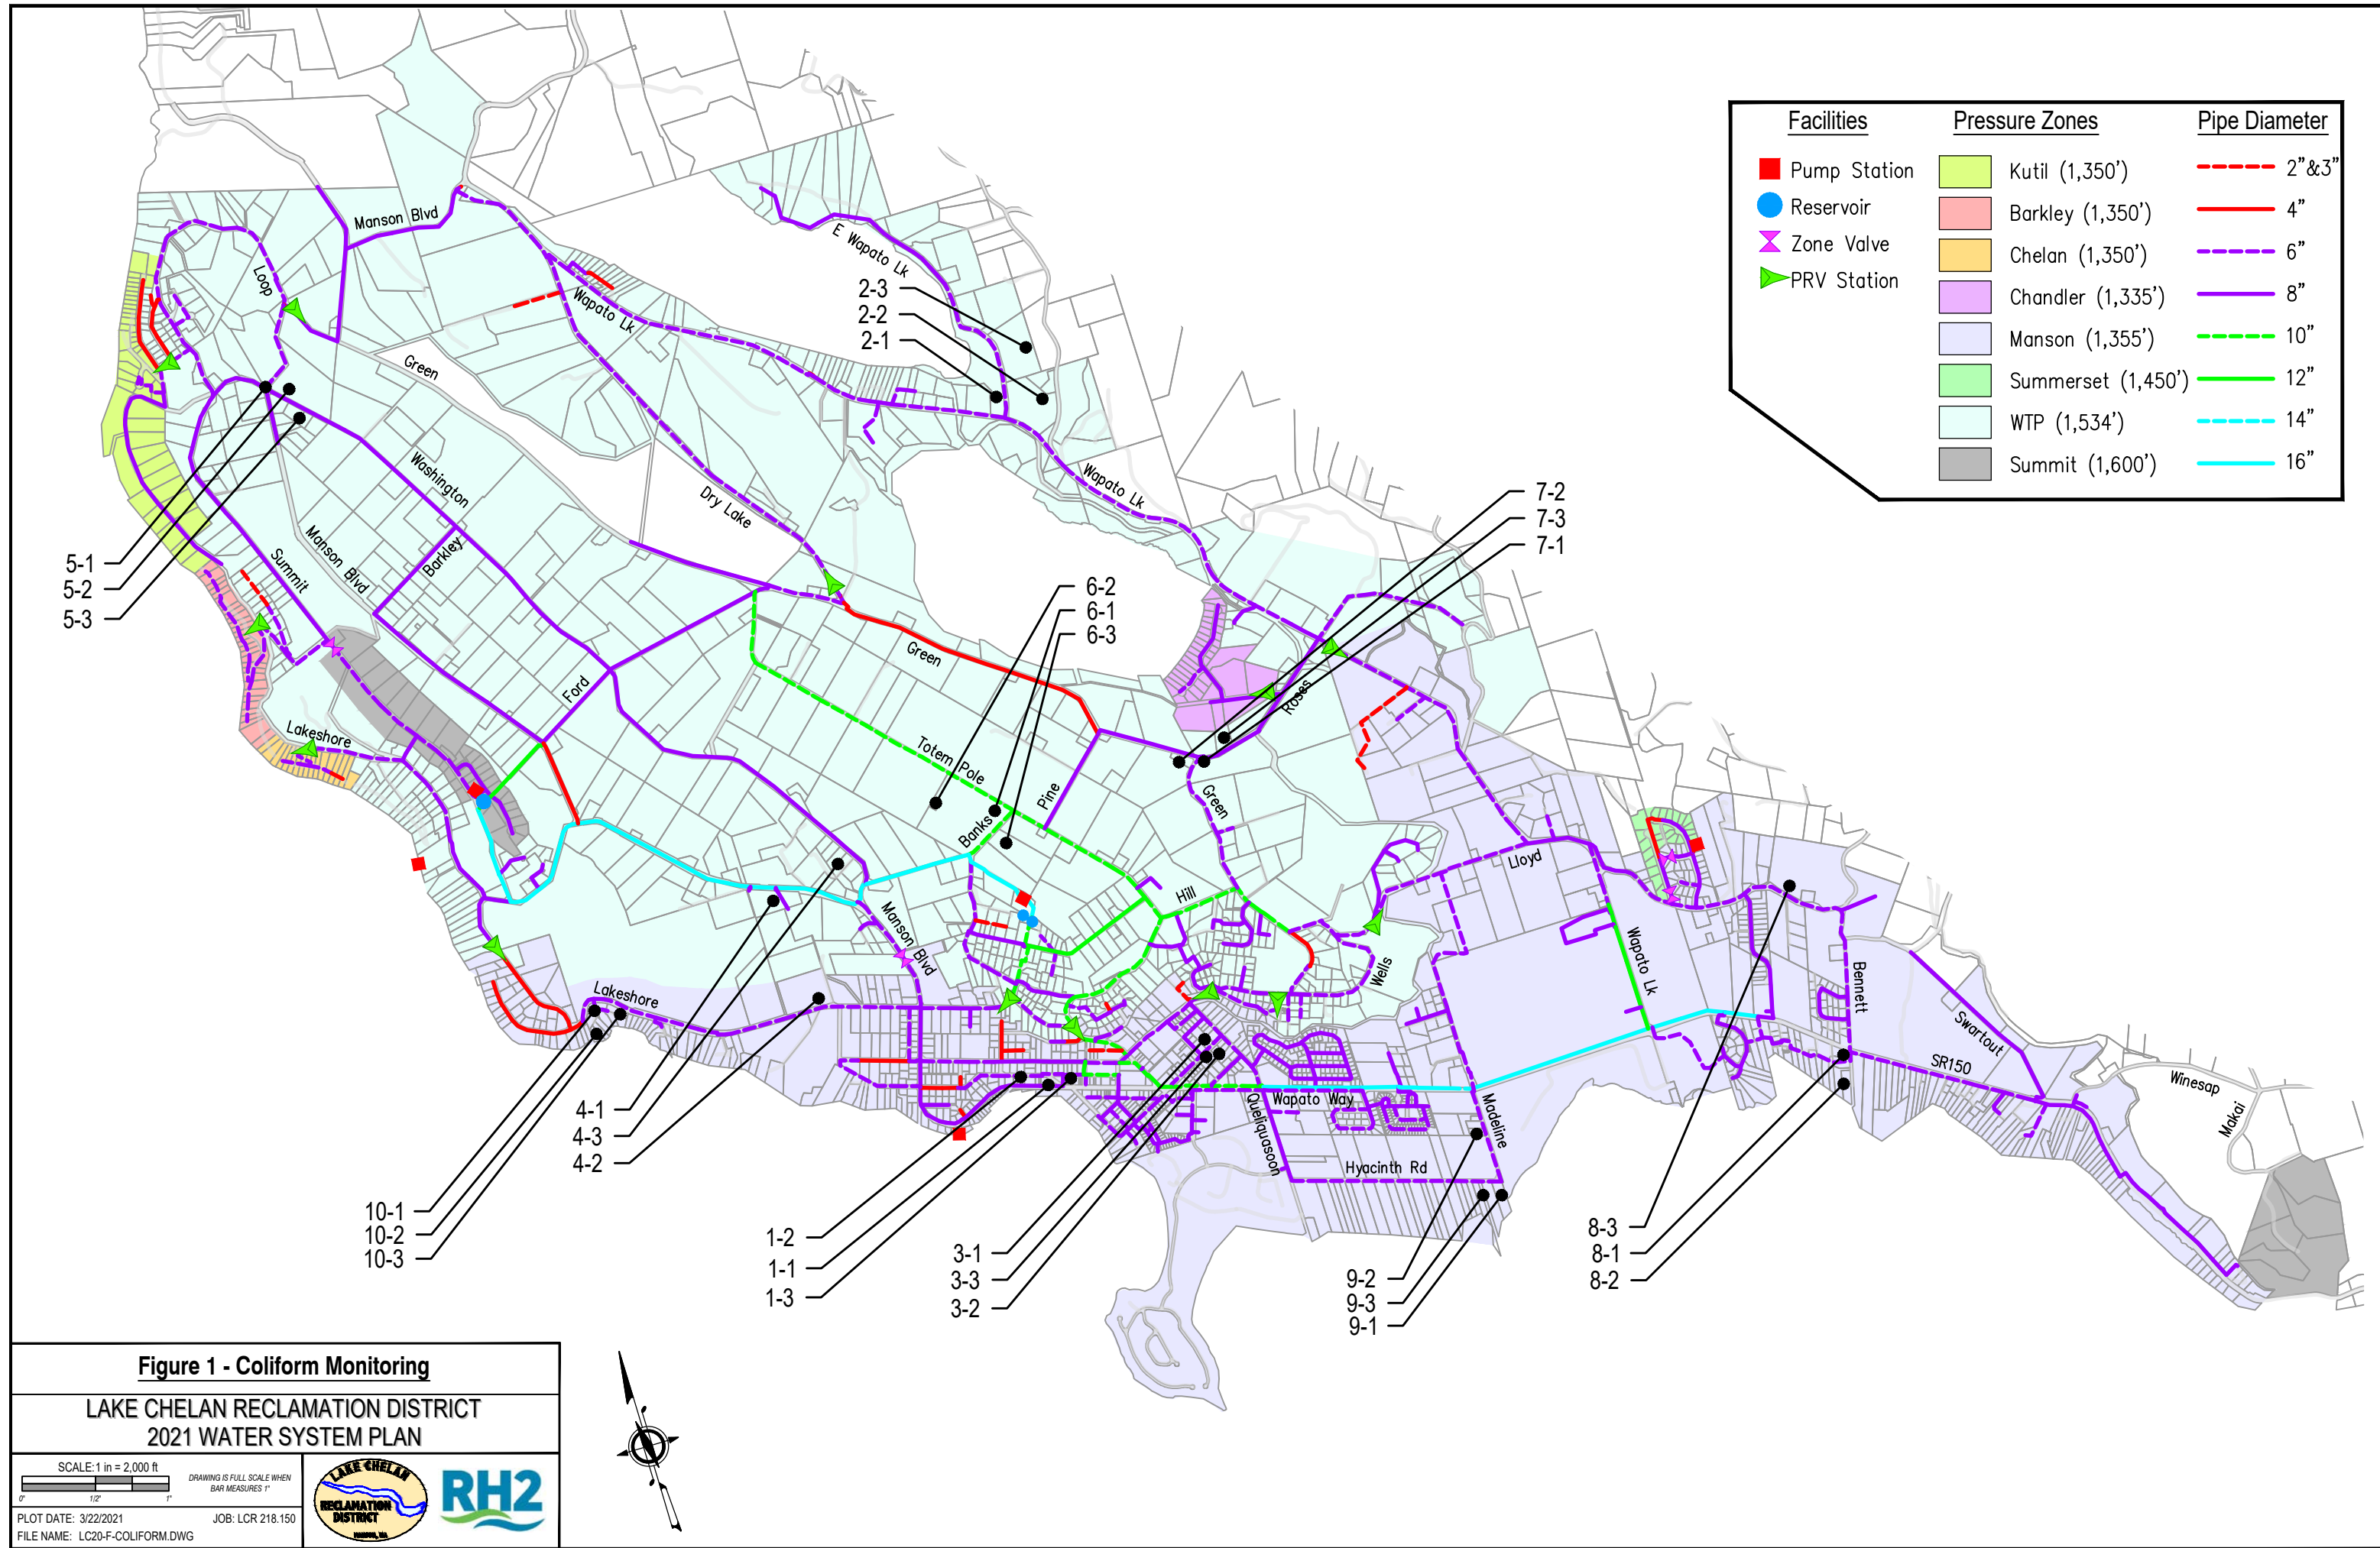 Facilities
Pump Station
Reservoir
Zone Valve
PRV Station
Pressure Zones
Kutil (1,350')
Barkley (1,350')
Chelan (1,350')
Chandler (1,335')
Manson (1,355')
Summerset (1,450')
WTP (1,534')
Summit (1,600')
Pipe Diameter
2"&3"
4"
6"
8"
10"
12"
14"
16"
Manson Blvd
Loop
E Wapato Lk
2-3
2-2
2-1
Wapato Lk
Green
Washington
Dry Lake
Wapato Lk
7-2
7-3
7-1
Barkley
Manson Blvd
Summit
5-1
5-2
5-3
6-2
6-1
6-3
Green
Ford
Roses
Lakeshore
Totem Pole
Pine
Green
Banks
Lloyd
Hill
Manson Blvd
Wells
Wapato Lk
Bennett
Lakeshore
Swartout
SR150
Winesap
Makai
Queliquasoon
Wapato Way
Madeline
Hyacinth Rd
4-1
4-3
4-2
10-1
10-2
10-3
1-2
1-1
1-3
3-1
3-3
3-2
9-2
9-3
9-1
8-3
8-1
8-2
Figure 1 - Coliform Monitoring
LAKE CHELAN RECLAMATION DISTRICT
2021 WATER SYSTEM PLAN
SCALE: 1 in = 2,000 ft
0" 1/2" 1"
DRAWING IS FULL SCALE WHEN
BAR MEASURES 1"
PLOT DATE: 3/22/2021 JOB: LCR 218.150
FILE NAME: LC20-F-COLIFORM.DWG
LAKE CHELAN
RECLAMATION
DISTRICT
MANSON, WA
RH2